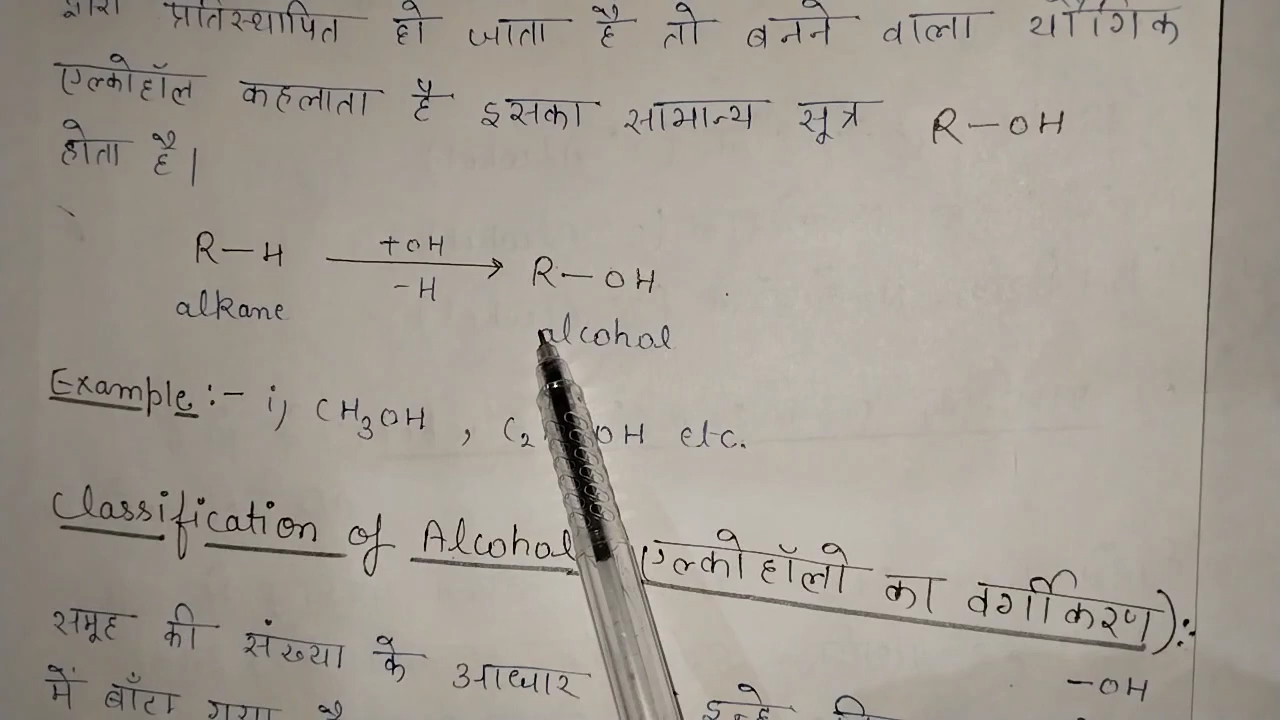 द्वारा प्रतिस्थापित हो जाता है तो बनने वाला यौगिक
एल्कोहॉल कहलाता है इसका सामान्य सूत्र R-OH
होता है।
R-H +OH -H R-OH
alkane alcohol
Example :- i) CH3OH , C2 OH etc.
Classification of Alcohol एल्कोहॉलो का वर्गीकरण):-
समूह की संख्या के आधार -OH
में बाँटा गया है इन्हे